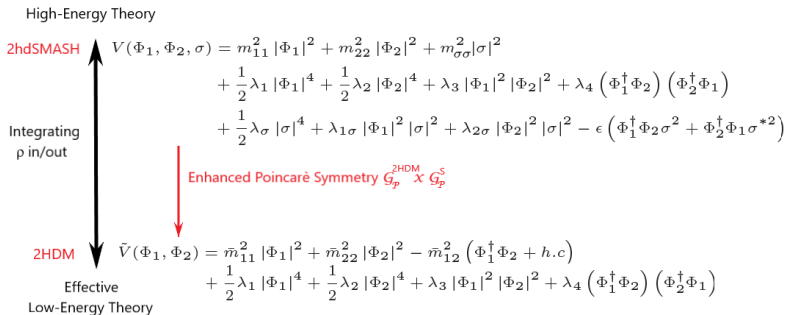 High-Energy Theory
2hdSMASH
V(Φ₁, Φ₂, σ) = m²₁₁ |Φ₁|² + m²₂₂ |Φ₂|² + m²σσ|σ|²
+ 1/2 λ₁ |Φ₁|⁴ + 1/2 λ₂ |Φ₂|⁴ + λ₃ |Φ₁|² |Φ₂|² + λ₄ (Φ₁†Φ₂) (Φ₂†Φ₁)
Integrating
ρ in/out
+ 1/2 λσ |σ|⁴ + λ₁σ |Φ₁|² |σ|² + λ₂σ |Φ₂|² |σ|² − ϵ (Φ₁†Φ₂σ² + Φ₂†Φ₁σ*²)
Enhanced Poincarè Symmetry 𝒢ₚ²ᴴᴰᴹ x 𝒢ₚˢ
2HDM
Ṽ(Φ₁, Φ₂) = m̄²₁₁ |Φ₁|² + m̄²₂₂ |Φ₂|² − m̄²₁₂ (Φ₁†Φ₂ + h.c)
+ 1/2 λ₁ |Φ₁|⁴ + 1/2 λ₂ |Φ₂|⁴ + λ₃ |Φ₁|² |Φ₂|² + λ₄ (Φ₁†Φ₂) (Φ₂†Φ₁)
Effective
Low-Energy Theory